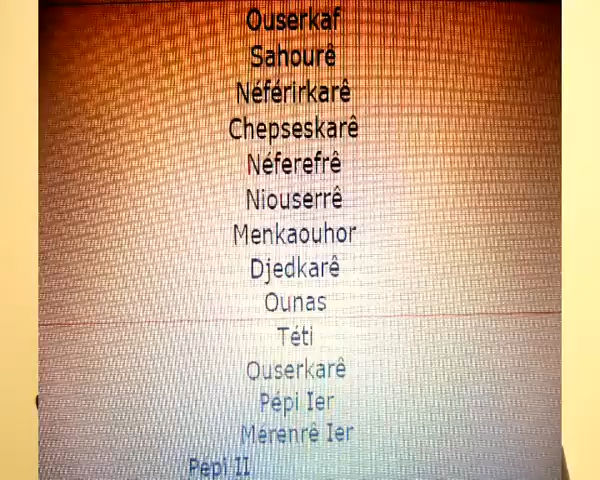 Ouserkaf
Sahourê
Néférirkarê
Chepseskarê
Néferefrê
Niouserrê
Menkaouhor
Djedkarê
Ounas
Téti
Ouserkarê
Pépi Ier
Mérenrê Ier
Pépi II